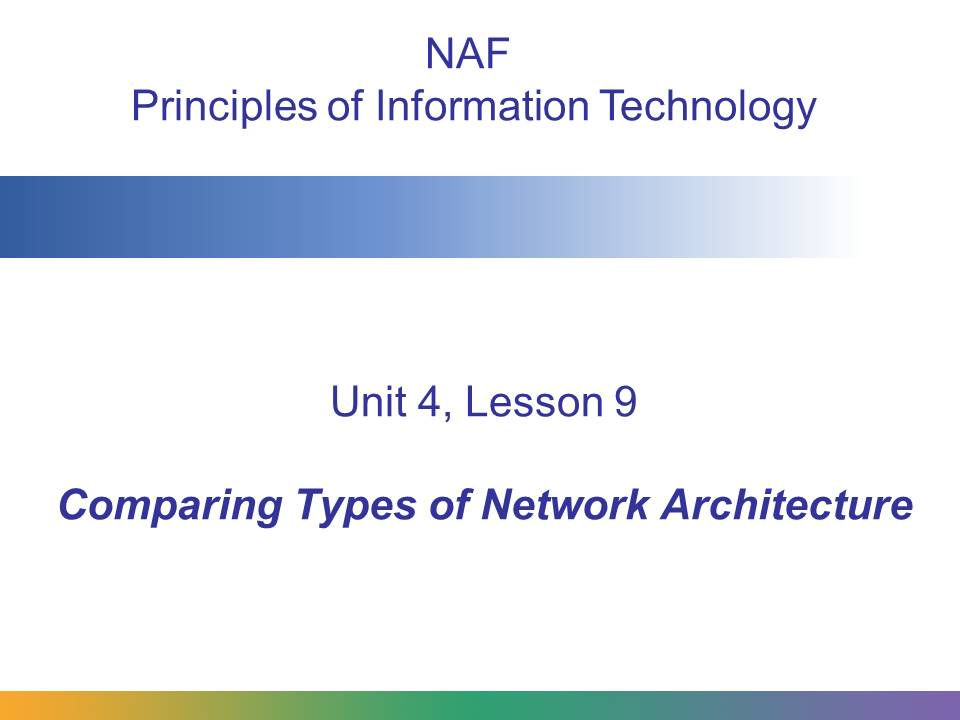 NAF
Principles of Information Technology
Unit 4, Lesson 9
Comparing Types of Network Architecture